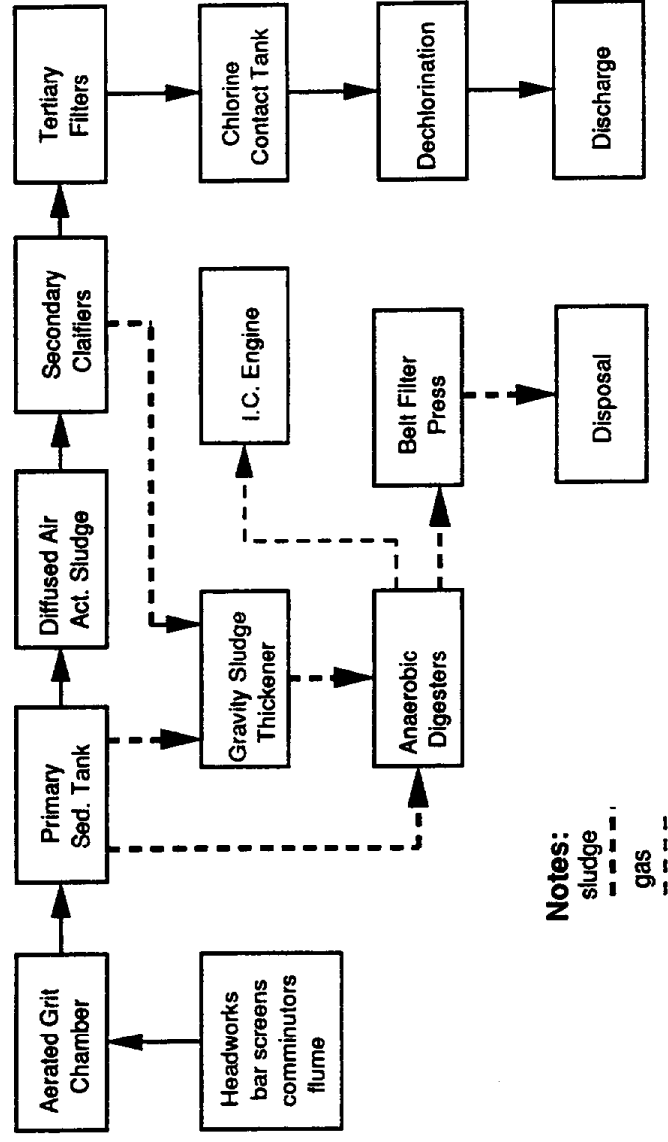 Headworks
bar screens
comminutors
flume
Aerated Grit
Chamber
Primary
Sed. Tank
Diffused Air
Act. Sludge
Secondary
Claifiers
Tertiary
Filters
Chlorine
Contact Tank
Dechlorination
Discharge
Gravity Sludge
Thickener
I.C. Engine
Anaerobic
Digesters
Belt Filter
Press
Disposal
Notes:
sludge
gas